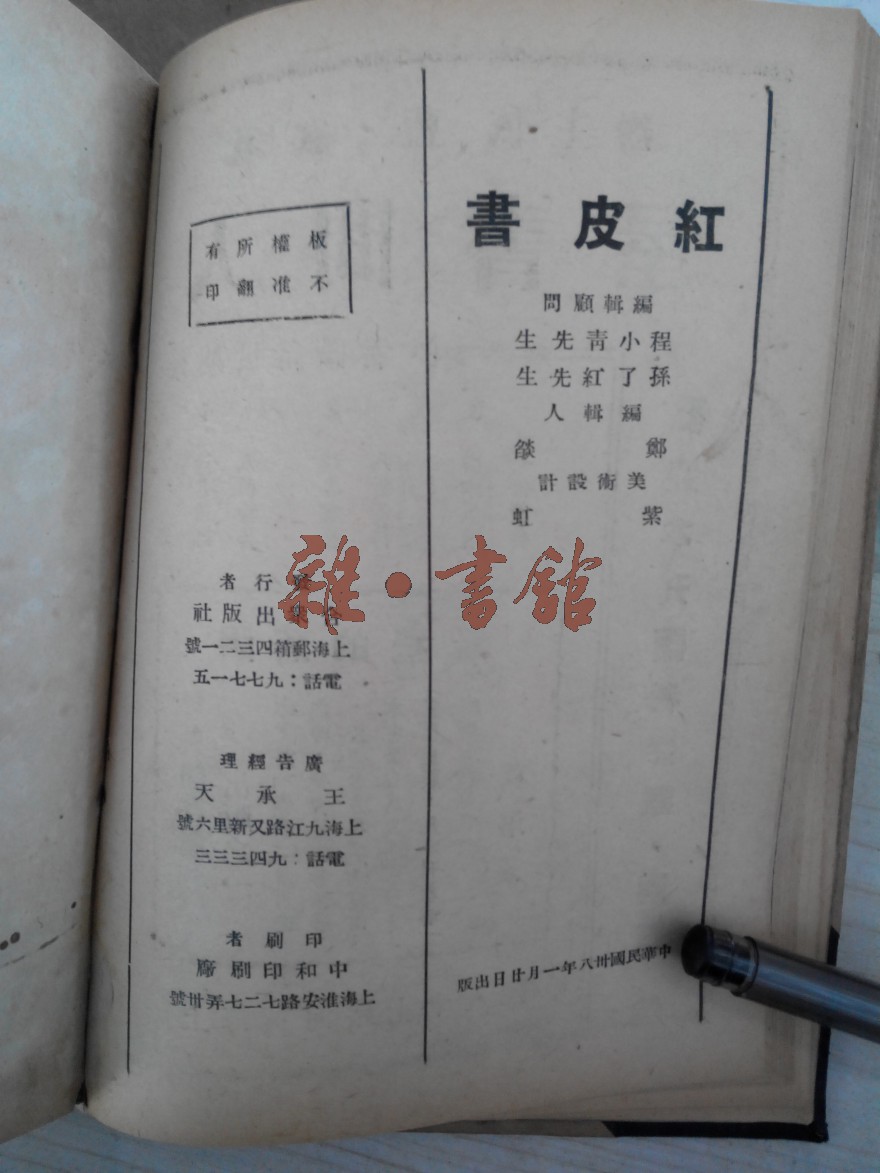 紅皮書
編輯顧問
程小青先生
孫了紅先生
編輯人
鄭燄
美術設計
紫虹
中華民國卅八年一月廿日出版
板權所有
不准翻印
發行者
合衆出版社
上海郵箱四三二一號
電話：九七七一五
廣告經理
王承天
上海九江路又新里六號
電話：九四三三三
印刷者
中和印刷廠
上海淮安路七二七弄卅號
雜·書館